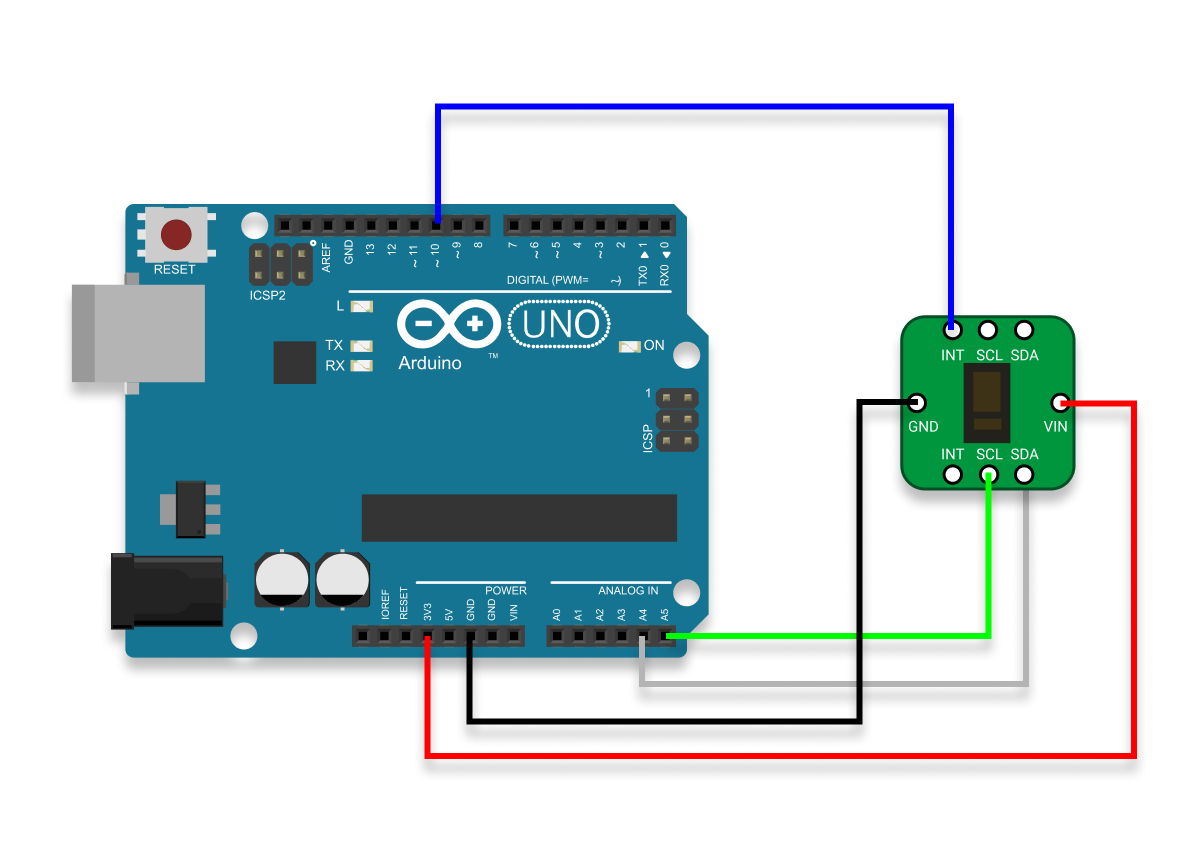 RESET
ICSP2
AREF
GND
13
12
~11
~10
~9
8
7
~6
~5
4
~3
2
TX0 ▶ 1
RX0 ◀ 0
DIGITAL (PWM= ~
L
TX
RX
UNO
Arduino
TM
ON
1
ICSP
INT SCL SDA
GND
VIN
INT SCL SDA
POWER
ANALOG IN
IOREF
RESET
3V3
5V
GND
GND
VIN
A0
A1
A2
A3
A4
A5